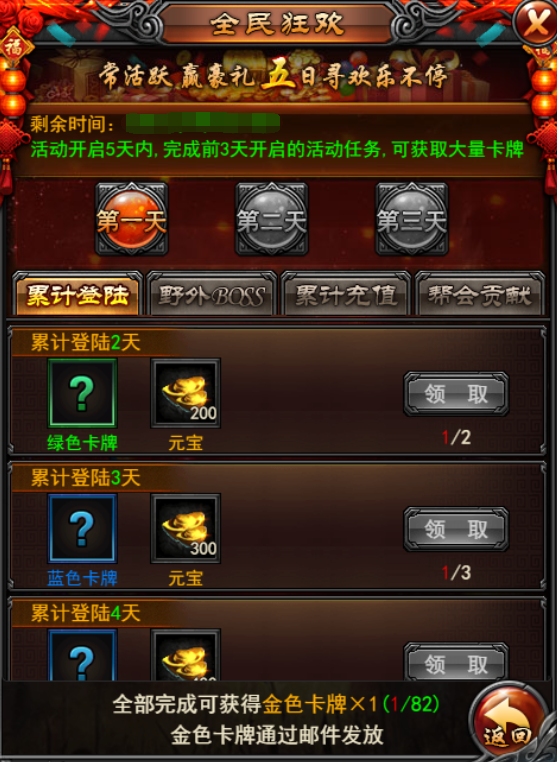 全民狂欢
福
常活跃 赢豪礼 五日寻欢乐不停
剩余时间：
活动开启5天内,完成前3天开启的活动任务,可获取大量卡牌
第一天 第二天 第三天
累计登陆 野外BOSS 累计充值 帮会贡献
累计登陆2天
? 200 领取
绿色卡牌 元宝 1/2
累计登陆3天
? 300 领取
蓝色卡牌 元宝 1/3
累计登陆4天
? 领取
全部完成可获得金色卡牌×1(1/82)
金色卡牌通过邮件发放
返回